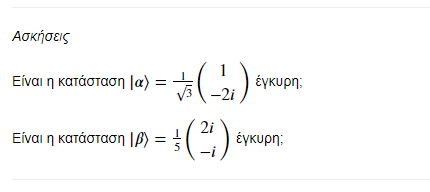 Ασκήσεις
Είναι η κατάσταση |α⟩ = 1/√3 (1 -2i) έγκυρη;
Είναι η κατάσταση |β⟩ = 1/5 (2i -i) έγκυρη;